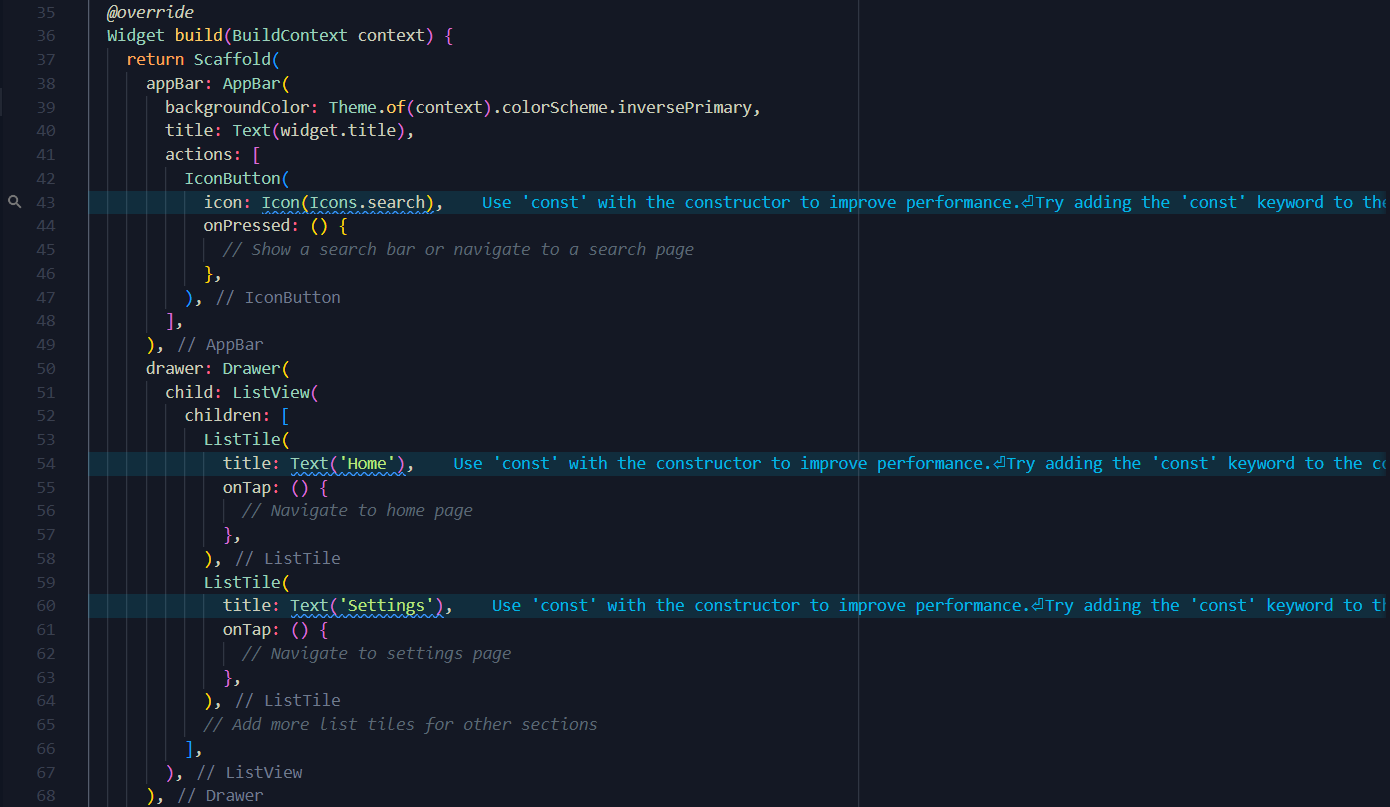 35 @override
36 Widget build(BuildContext context) {
37 return Scaffold(
38 appBar: AppBar(
39 backgroundColor: Theme.of(context).colorScheme.inversePrimary,
40 title: Text(widget.title),
41 actions: [
42 IconButton(
43 icon: Icon(Icons.search), Use 'const' with the constructor to improve performance.⏎Try adding the 'const' keyword to the
44 onPressed: () {
45 // Show a search bar or navigate to a search page
46 },
47 ), // IconButton
48 ],
49 ), // AppBar
50 drawer: Drawer(
51 child: ListView(
52 children: [
53 ListTile(
54 title: Text('Home'), Use 'const' with the constructor to improve performance.⏎Try adding the 'const' keyword to the
55 onTap: () {
56 // Navigate to home page
57 },
58 ), // ListTile
59 ListTile(
60 title: Text('Settings'), Use 'const' with the constructor to improve performance.⏎Try adding the 'const' keyword to
61 onTap: () {
62 // Navigate to settings page
63 },
64 ), // ListTile
65 // Add more list tiles for other sections
66 ],
67 ), // ListView
68 ), // Drawer